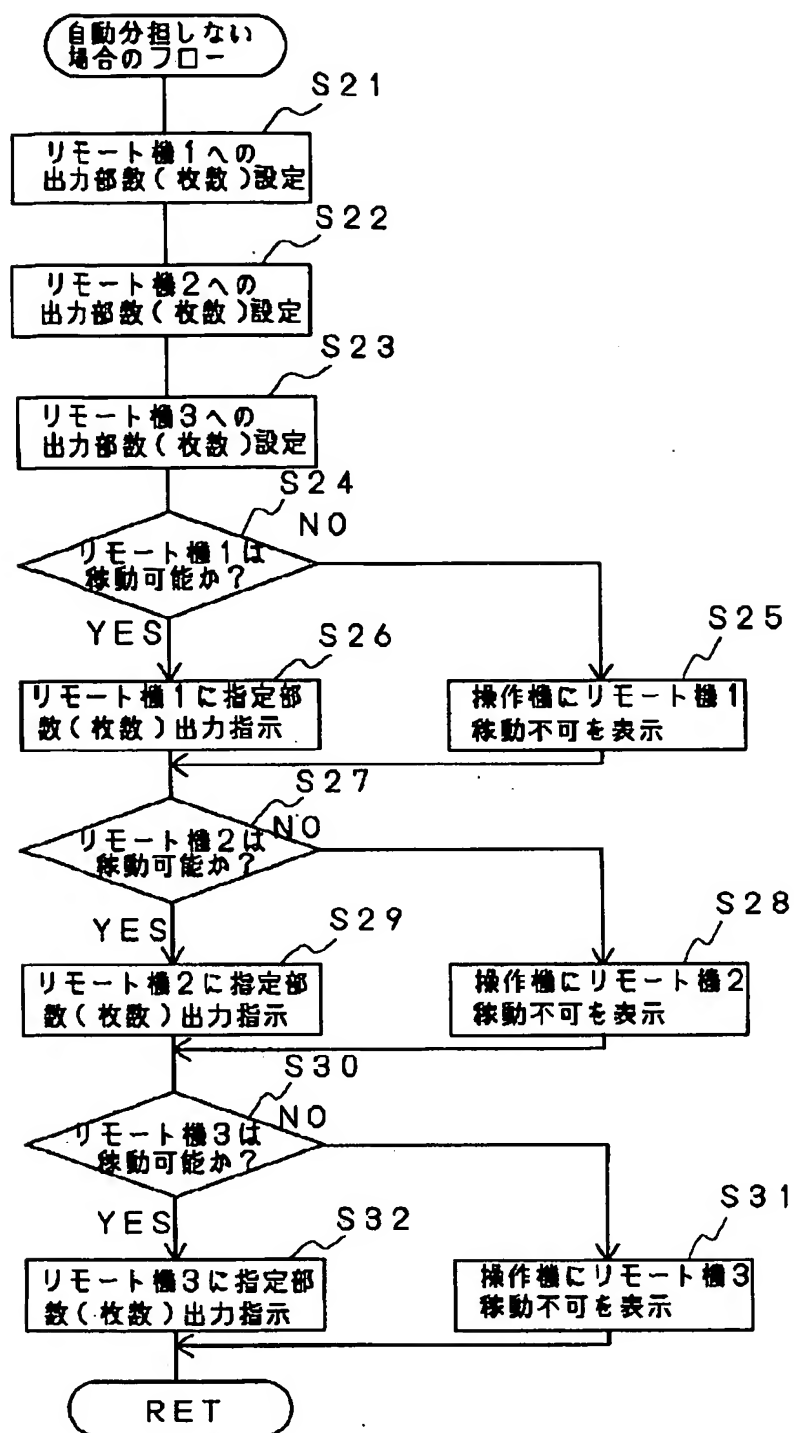 自動分担しない
場合のフロー
S21
リモート機1への
出力部数(枚数)設定
S22
リモート機2への
出力部数(枚数)設定
S23
リモート機3への
出力部数(枚数)設定
S24
NO
リモート機1は
稼動可能か?
YES
S26
S25
リモート機1に指定部
数(枚数)出力指示
操作機にリモート機1
稼動不可を表示
S27
NO
リモート機2は
稼動可能か?
YES
S29
S28
リモート機2に指定部
数(枚数)出力指示
操作機にリモート機2
稼動不可を表示
S30
NO
リモート機3は
稼動可能か?
YES
S32
S31
リモート機3に指定部
数(枚数)出力指示
操作機にリモート機3
稼動不可を表示
RET